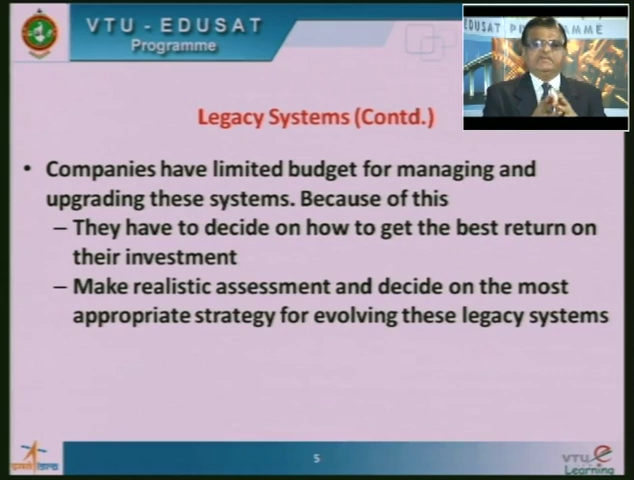 VTU - EDUSAT
Programme
EDUSAT PROGRAMME
Legacy Systems (Contd.)
• Companies have limited budget for managing and
upgrading these systems. Because of this
– They have to decide on how to get the best return on
their investment
– Make realistic assessment and decide on the most
appropriate strategy for evolving these legacy systems
5
VTU e
Learning